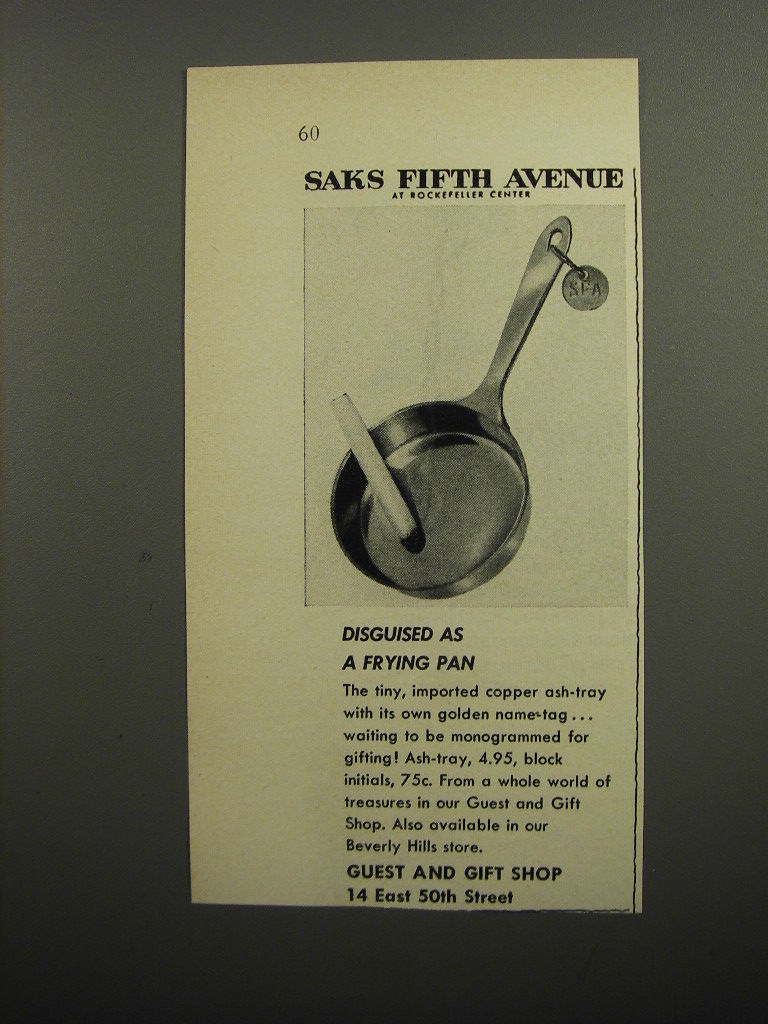 60
SAKS FIFTH AVENUE
AT ROCKEFELLER CENTER
SFA
DISGUISED AS
A FRYING PAN
The tiny, imported copper ash-tray
with its own golden name-tag ...
waiting to be monogrammed for
gifting! Ash-tray, 4.95, block
initials, 75c. From a whole world of
treasures in our Guest and Gift
Shop. Also available in our
Beverly Hills store.
GUEST AND GIFT SHOP
14 East 50th Street